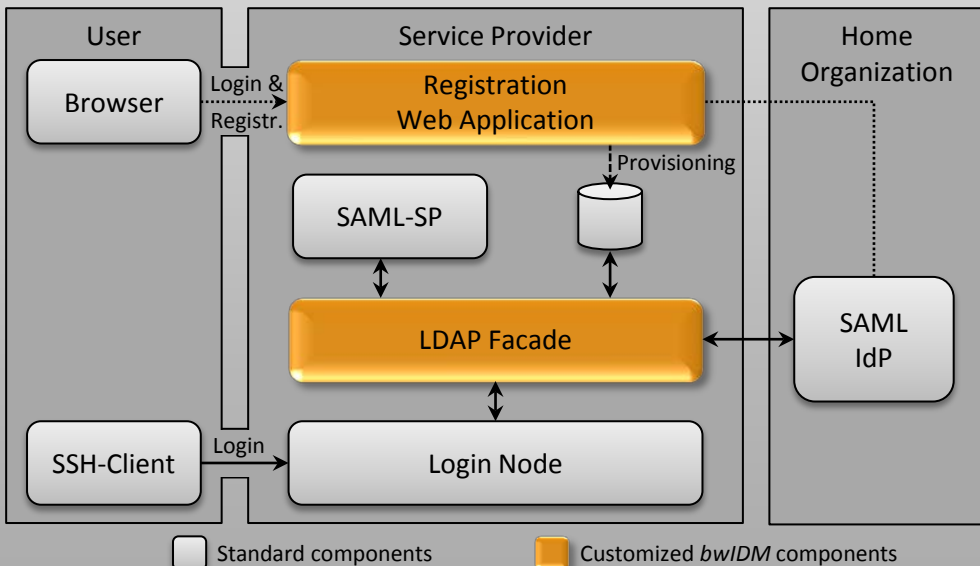 User
Service Provider
Home
Organization
Browser
Login &
Registr.
Registration
Web Application
Provisioning
SAML-SP
LDAP Facade
SAML
IdP
SSH-Client
Login
Login Node
Standard components
Customized bwIDM components